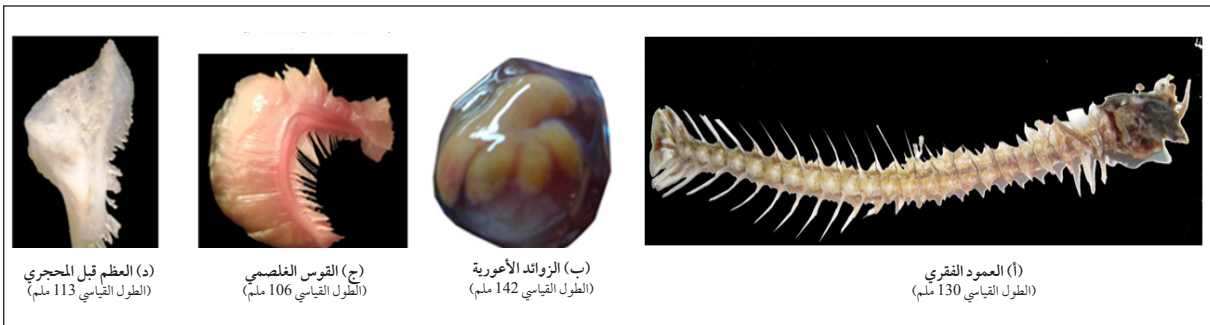 (أ) العمود الفقري
(الطول القياسي 130 ملم)
(ب) الزوائد الأعورية
(الطول القياسي 142 ملم)
(ج) القوس الغلصمي
(الطول القياسي 106 ملم)
(د) العظم قبل المحجري
(الطول القياسي 113 ملم)